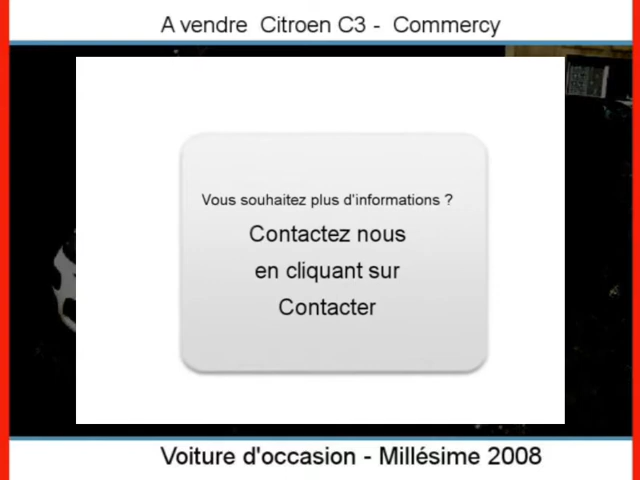 A vendre Citroen C3 - Commercy
Vous souhaitez plus d'informations ?
Contactez nous
en cliquant sur
Contacter
Voiture d'occasion - Millésime 2008